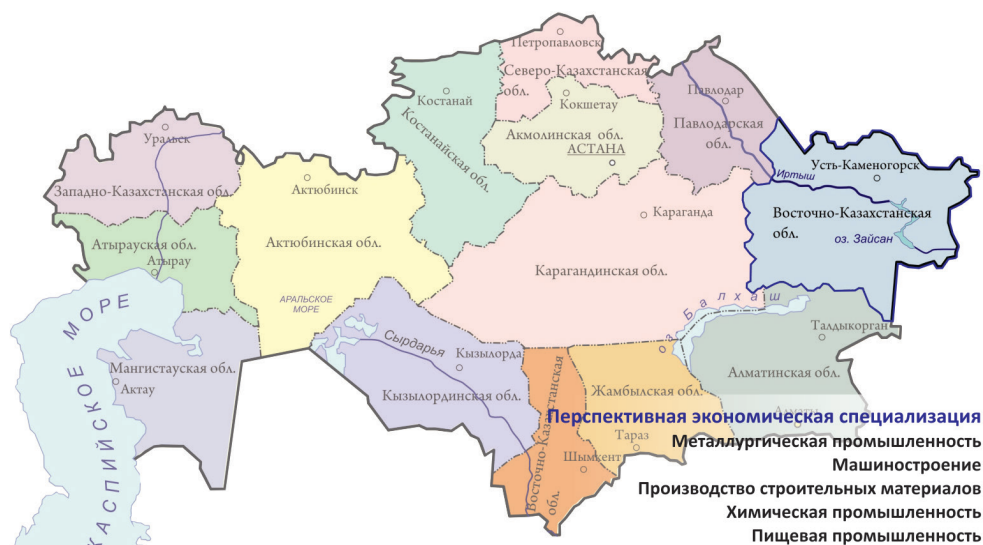 Петропавловск
Северо-Казахстанская
обл.
Костанай
Кокшетау
Павлодар
Костанайская обл.
Акмолинская обл.
АСТАНА
Павлодарская
обл.
Уральск
Западно-Казахстанская обл.
Актюбинск
Усть-Каменогорск
Иртыш
Караганда
Восточно-Казахстанская
обл.
оз. Зайсан
Атырауская обл.
Атырау
Актюбинская обл.
Карагандинская обл.
АРАЛЬСКОЕ
МОРЕ
оз. Балхаш
КАСПИЙСКОЕ МОРЕ
Сырдарья
Кызылорда
Талдыкорган
Мангистауская обл.
Актау
Кызылординская обл.
Восточно-Казахстанская
обл.
Жамбылская обл.
Алматинская обл.
Алматы
Тараз
Шымкент
Перспективная экономическая специализация
Металлургическая промышленность
Машиностроение
Производство строительных материалов
Химическая промышленность
Пищевая промышленность